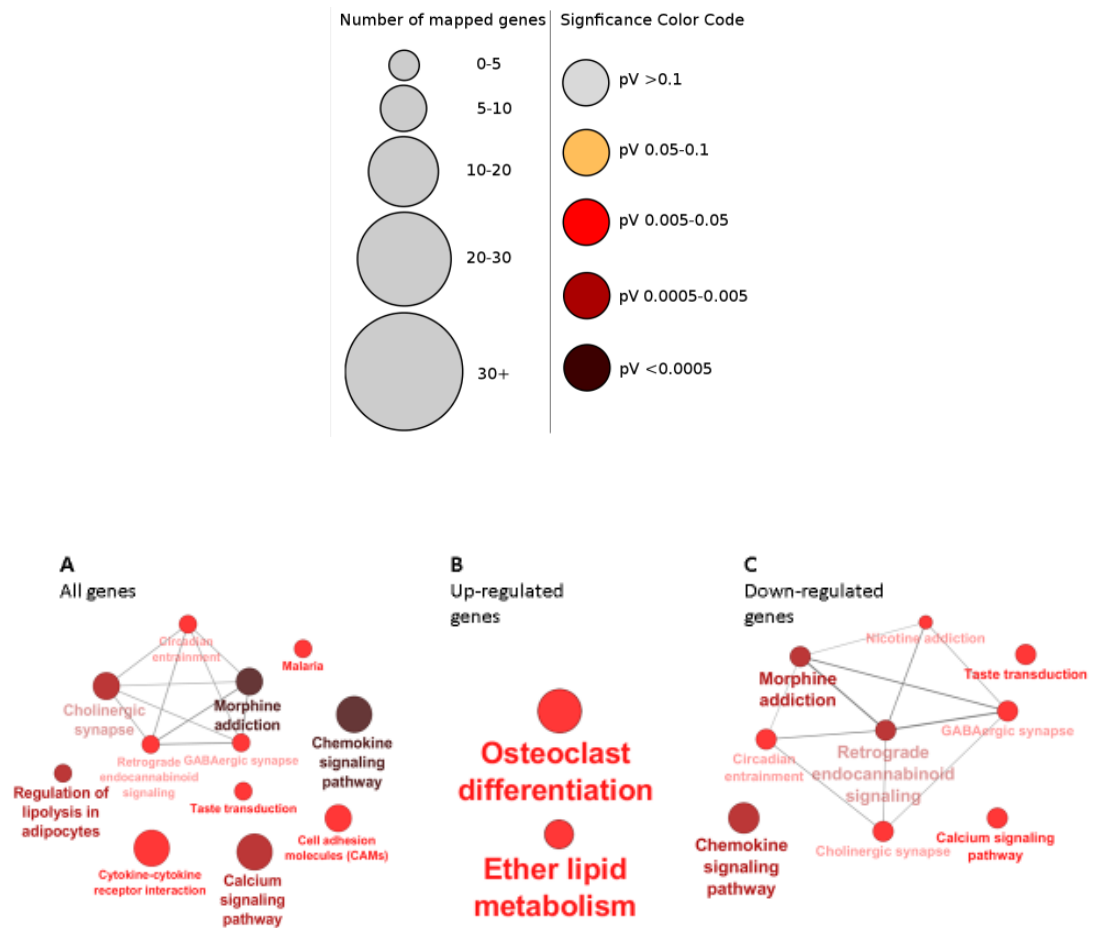 Number of mapped genes
Signficance Color Code
0-5
5-10
10-20
20-30
30+
pV >0.1
pV 0.05-0.1
pV 0.005-0.05
pV 0.0005-0.005
pV <0.0005
A
All genes
Circadian
entrainment
Malaria
Cholinergic
synapse
Morphine
addiction
Chemokine
signaling
pathway
Retrograde
endocannabinoid
signaling
GABAergic synapse
Regulation of
lipolysis in
adipocytes
Taste transduction
Cell adhesion
molecules (CAMs)
Cytokine-cytokine
receptor interaction
Calcium
signaling
pathway
B
Up-regulated
genes
Osteoclast
differentiation
Ether lipid
metabolism
C
Down-regulated
genes
Nicotine addiction
Taste transduction
Morphine
addiction
GABAergic synapse
Circadian
entrainment
Retrograde
endocannabinoid
signaling
Chemokine
signaling
pathway
Cholinergic synapse
Calcium signaling
pathway